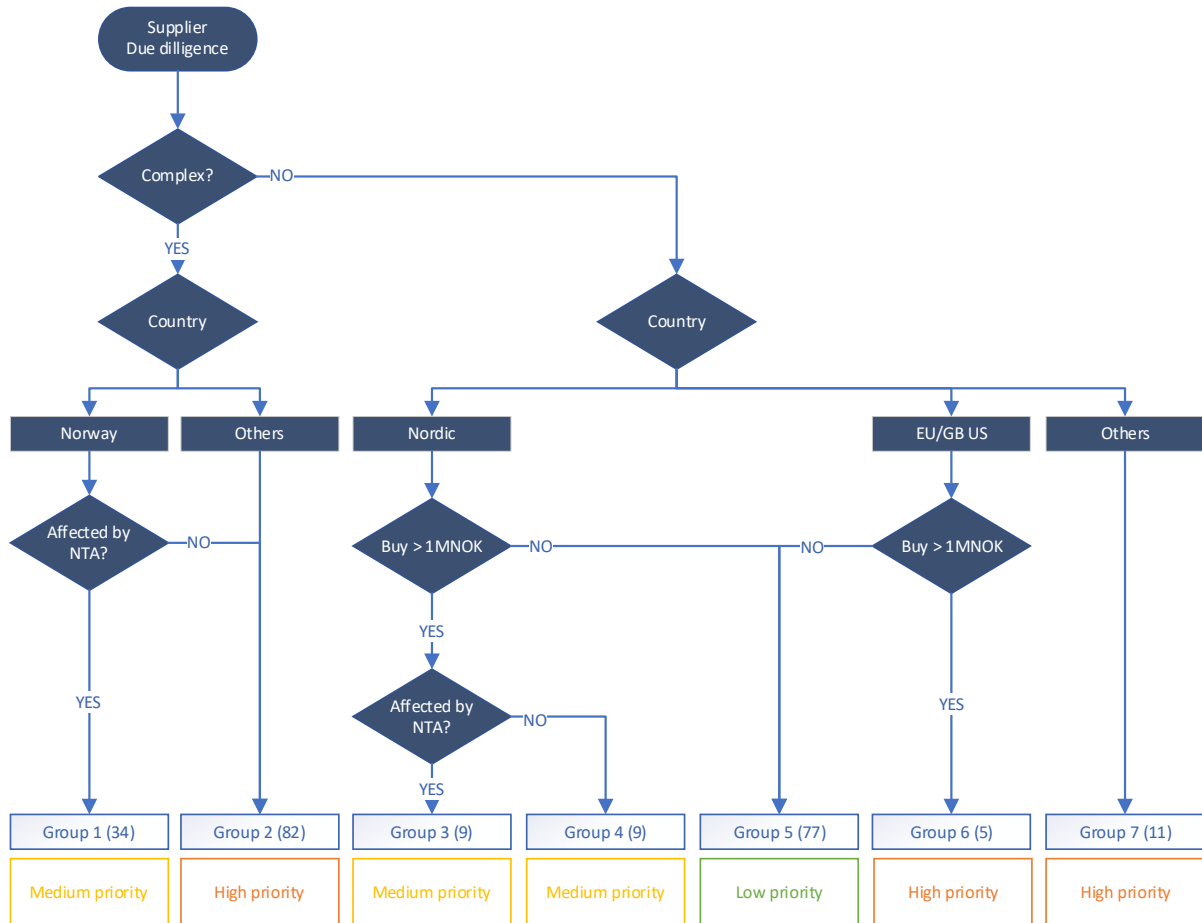 Supplier
Due dilligence
Complex?
NO
YES
Country
Country
Norway
Others
Nordic
EU/GB US
Others
Affected by
NTA?
NO
Buy > 1MNOK
NO
NO
Buy > 1MNOK
YES
YES
Affected by
NTA?
NO
YES
YES
Group 1 (34)
Group 2 (82)
Group 3 (9)
Group 4 (9)
Group 5 (77)
Group 6 (5)
Group 7 (11)
Medium priority
High priority
Medium priority
Medium priority
Low priority
High priority
High priority